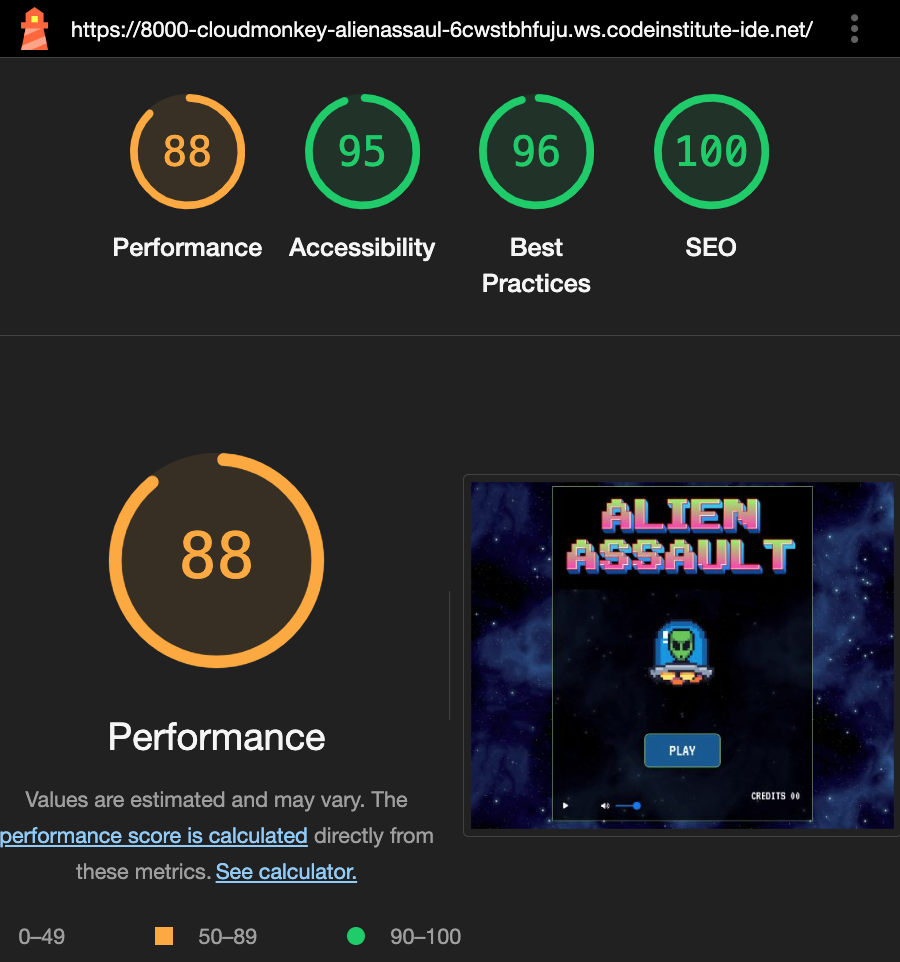 https://8000-cloudmonkey-alienassaul-6cwstbhfuju.ws.codeinstitute-ide.net/
88
95
96
100
Performance
Accessibility
Best
Practices
SEO
88
Performance
Values are estimated and may vary. The
performance score is calculated directly from
these metrics. See calculator.
0–49
50–89
90–100
ALIEN
ASSAULT
PLAY
CREDITS 00